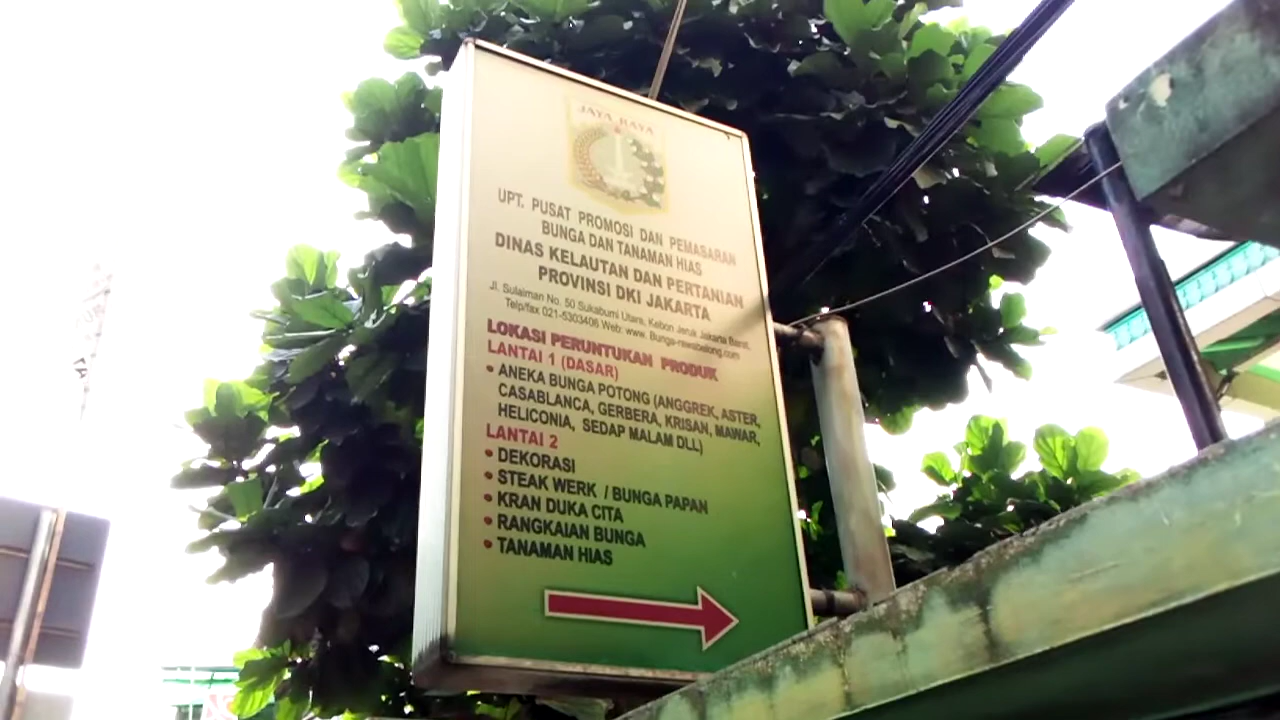 JAYA RAYA
UPT. PUSAT PROMOSI DAN PEMASARAN
BUNGA DAN TANAMAN HIAS
DINAS KELAUTAN DAN PERTANIAN
PROVINSI DKI JAKARTA
Jl. Sulaiman No. 50 Sukabumi Utara, Kebon Jeruk Jakarta Barat,
Telp/fax 021-5303406 Web: www. Bunga-rawabelong.com
LOKASI PERUNTUKAN PRODUK
LANTAI 1 (DASAR)
• ANEKA BUNGA POTONG (ANGGREK, ASTER,
CASABLANCA, GERBERA, KRISAN, MAWAR,
HELICONIA, SEDAP MALAM DLL)
LANTAI 2
• DEKORASI
• STEAK WERK / BUNGA PAPAN
• KRAN DUKA CITA
• RANGKAIAN BUNGA
• TANAMAN HIAS